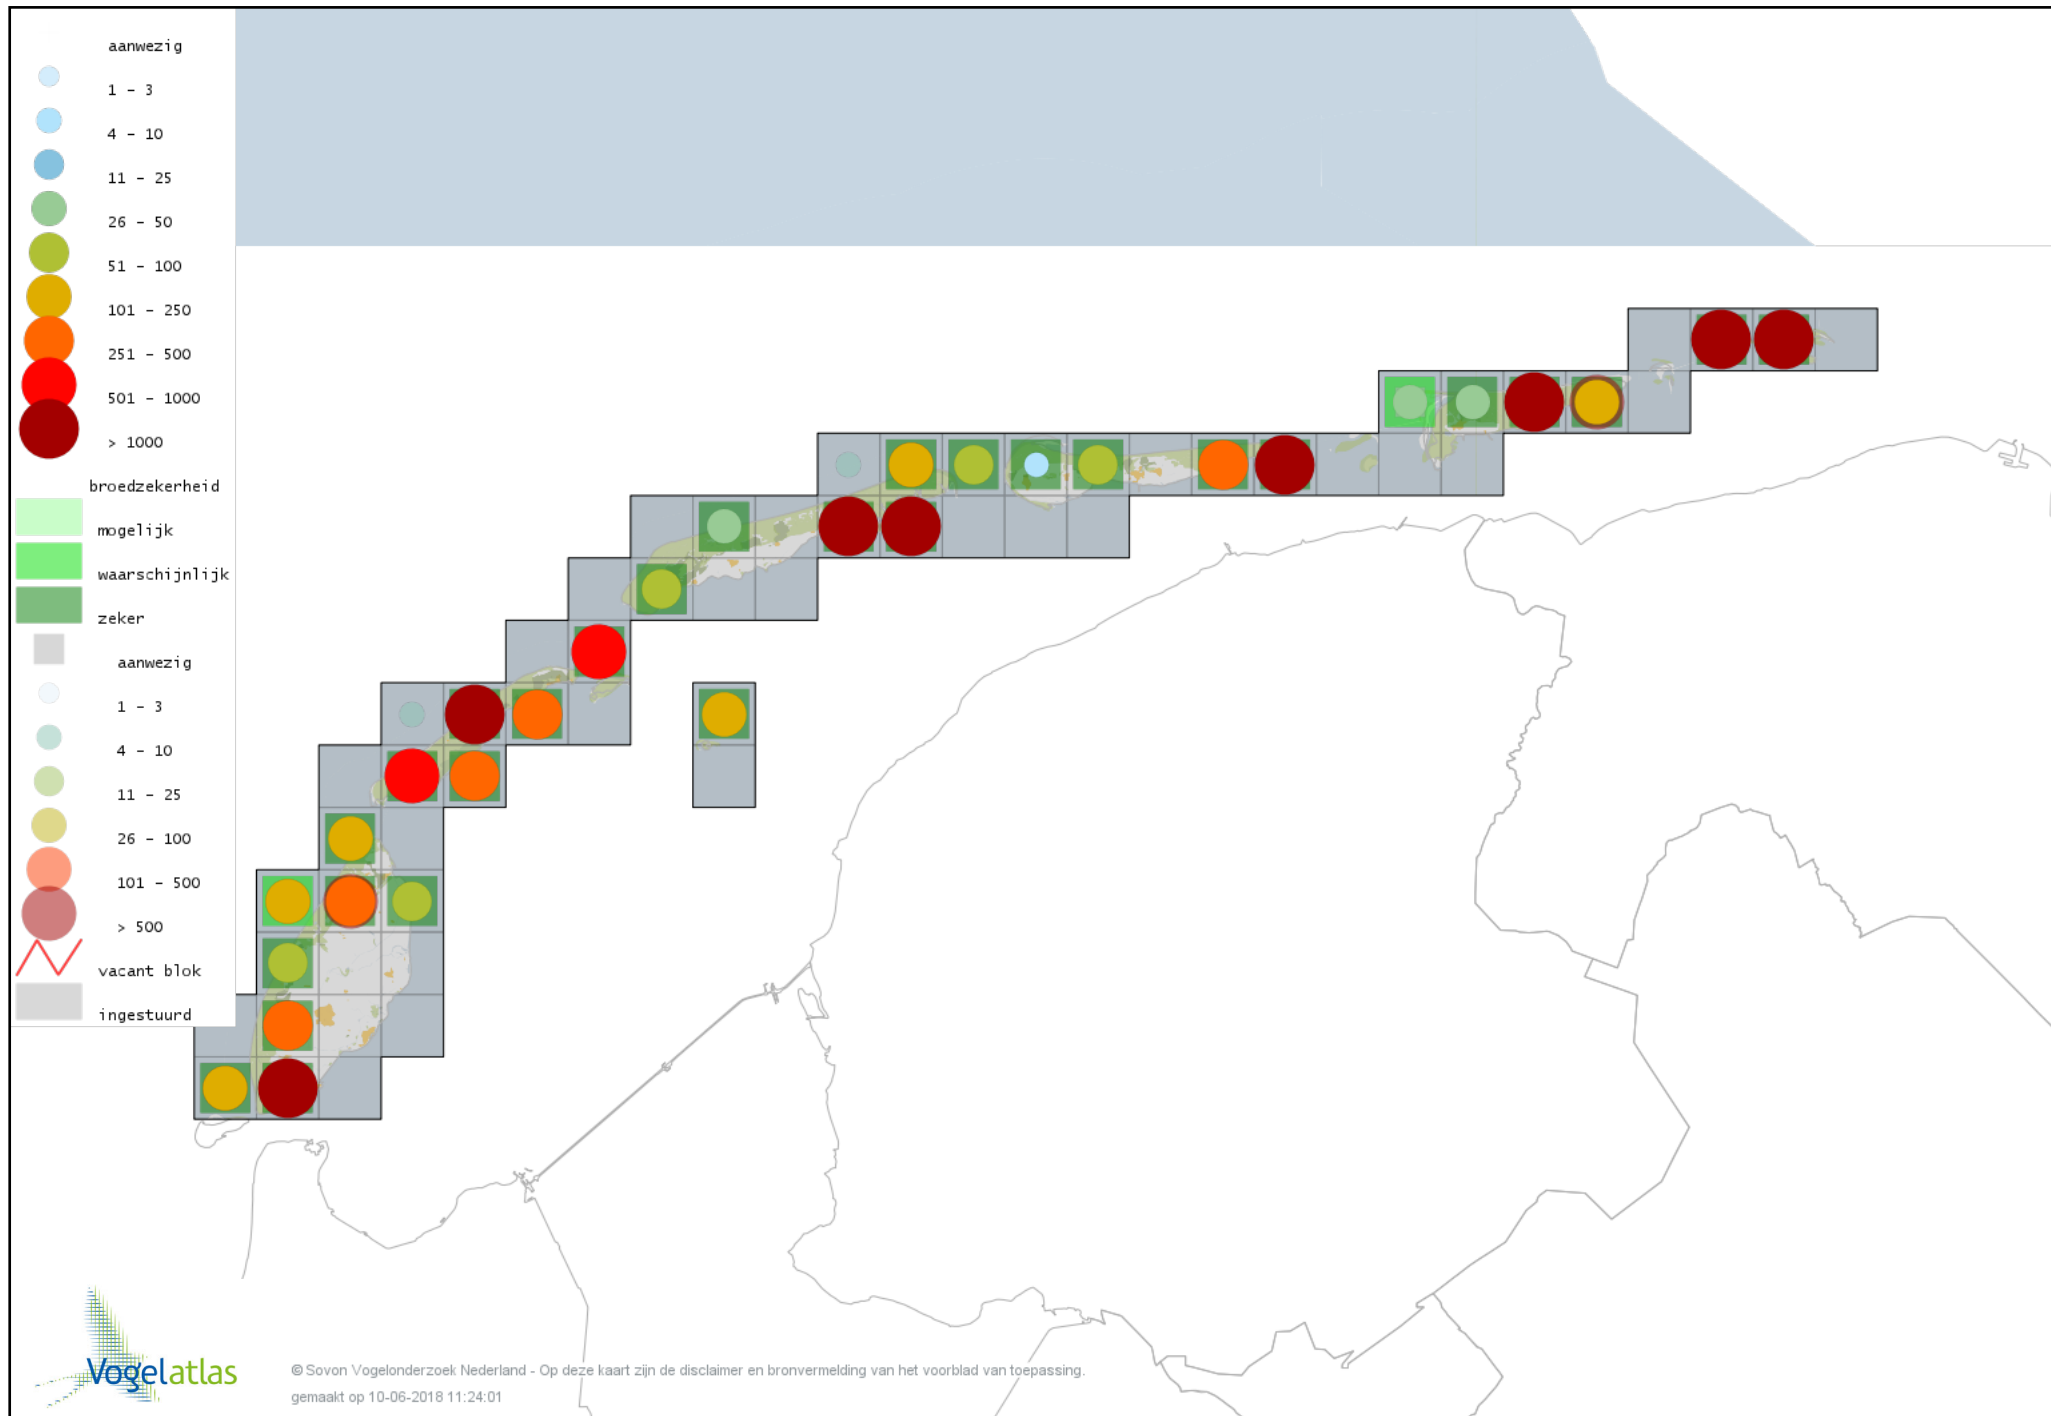 aanwezig
1 - 3
4 - 10
11 - 25
26 - 50
51 - 100
101 - 250
251 - 500
501 - 1000
> 1000
broedzekerheid
mogelijk
waarschijnlijk
zeker
aanwezig
1 - 3
4 - 10
11 - 25
26 - 100
101 - 500
> 500
vacant blok
ingestuurd
Vogelatlas
© Sovon Vogelonderzoek Nederland - Op deze kaart zijn de disclaimer en bronvermelding van het voorblad van toepassing.
gemaakt op 10-06-2018 11:24:01